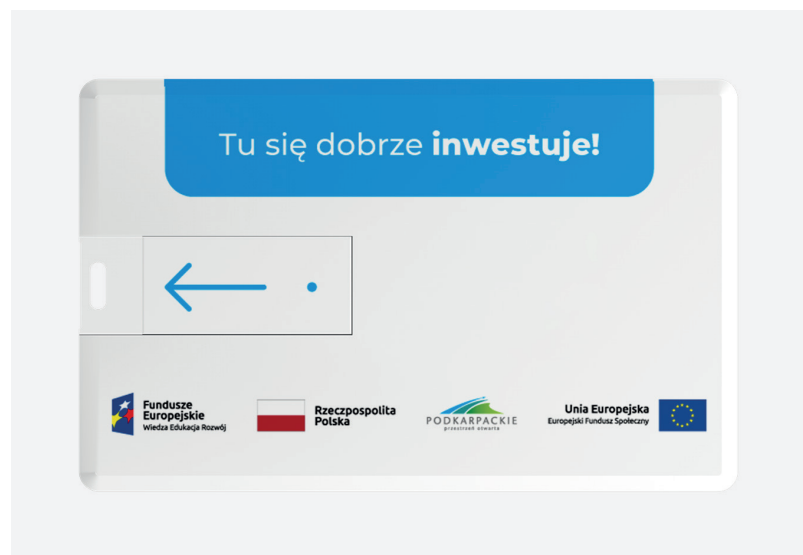 Tu się dobrze inwestuje!
Fundusze
Europejskie
Wiedza Edukacja Rozwój
Rzeczpospolita
Polska
PODKARPACKIE
przestrzeń otwarta
Unia Europejska
Europejski Fundusz Społeczny